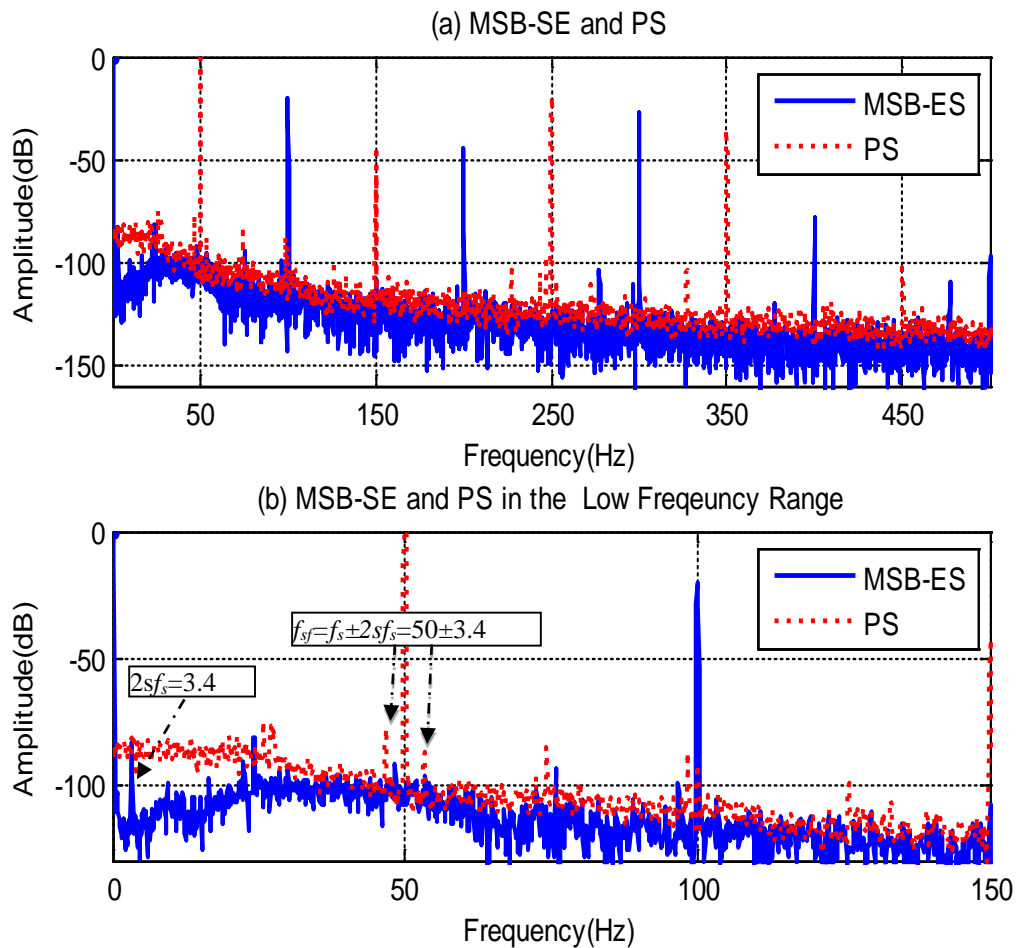 (a) MSB-SE and PS
0
-50
-100
-150
Amplitude(dB)
MSB-ES
PS
50 150 250 350 450
Frequency(Hz)
(b) MSB-SE and PS in the Low Freqeuncy Range
0
-50
-100
Amplitude(dB)
MSB-ES
PS
fsf=fs±2sfs=50±3.4
2sfs=3.4
0 50 100 150
Frequency(Hz)